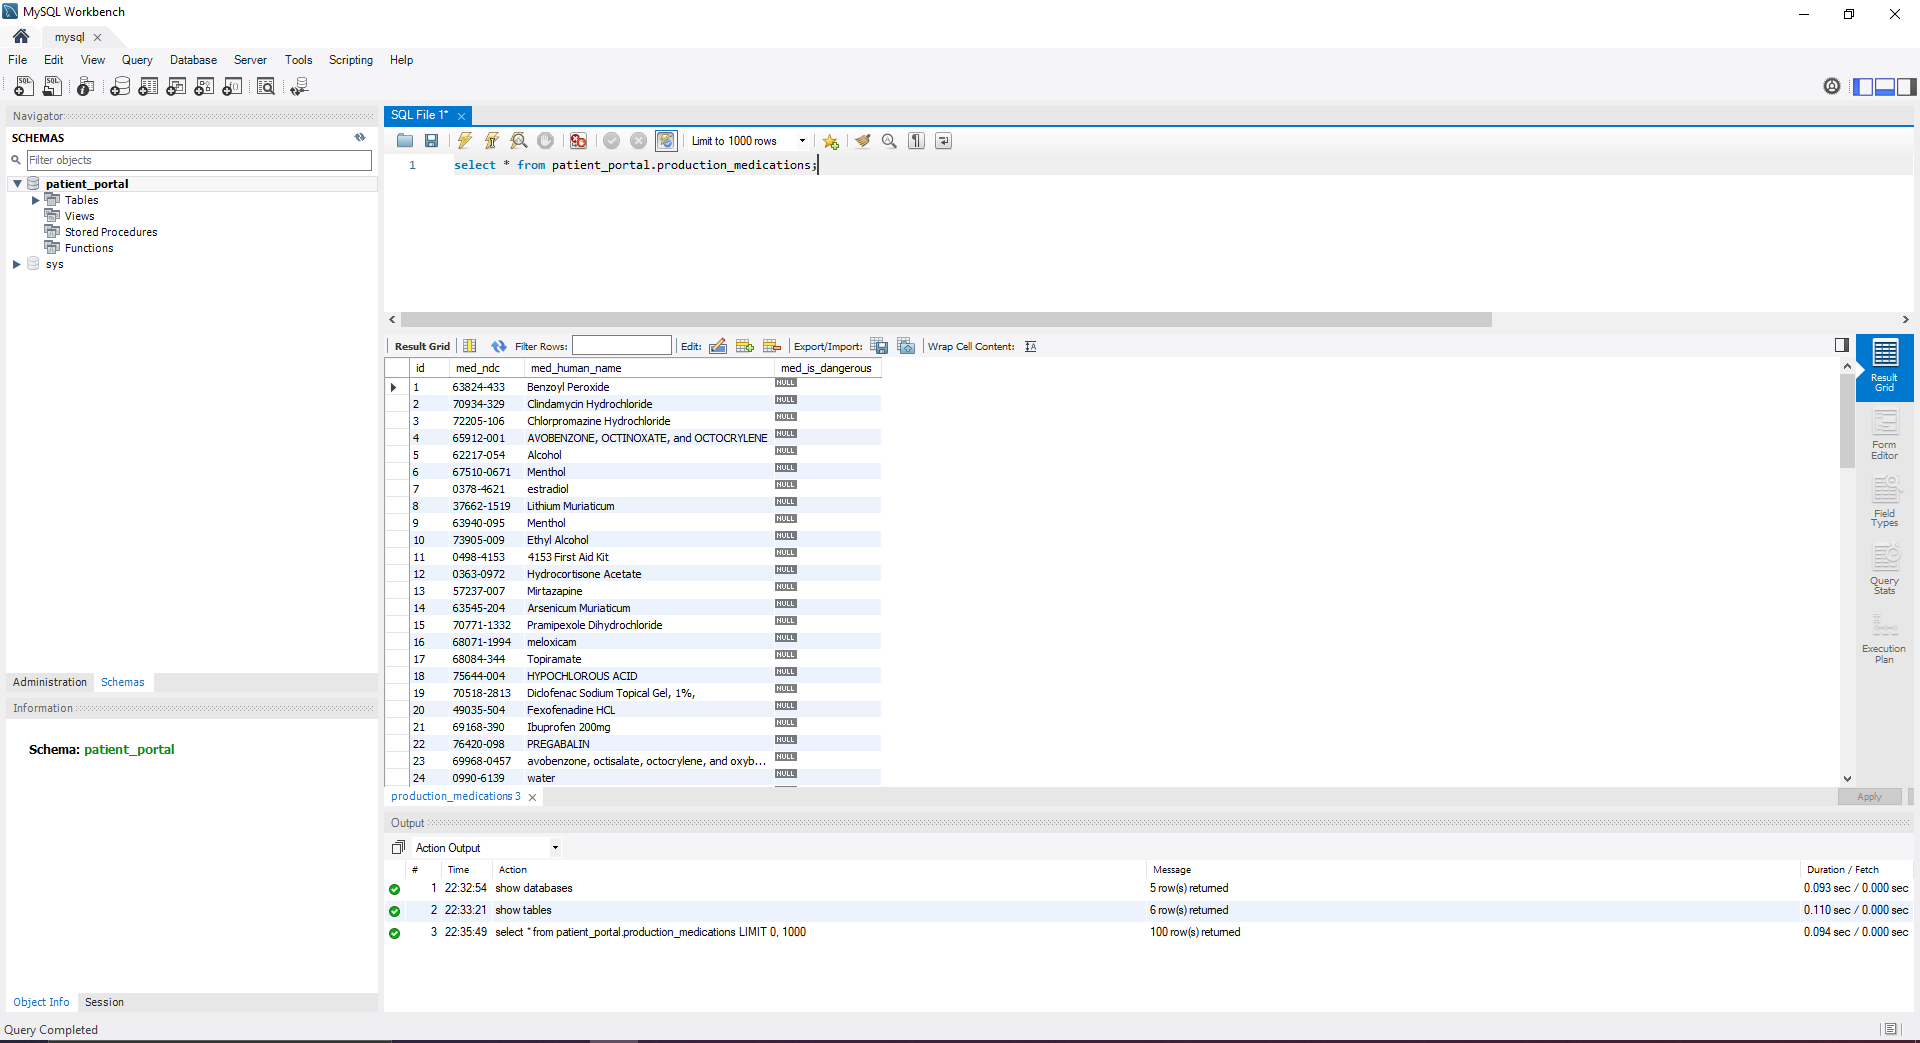 MySQL Workbench
mysql
File Edit View Query Database Server Tools Scripting Help
Navigator
SCHEMAS
Filter objects
patient_portal
Tables
Views
Stored Procedures
Functions
sys
Administration Schemas
Information
Schema: patient_portal
Object Info Session
SQL File 1*
Limit to 1000 rows
1 select * from patient_portal.production_medications;
Result Grid Filter Rows: Edit: Export/Import: Wrap Cell Content:
id med_ndc med_human_name med_is_dangerous
1 63824-433 Benzoyl Peroxide NULL
2 70934-329 Clindamycin Hydrochloride NULL
3 72205-106 Chlorpromazine Hydrochloride NULL
4 65912-001 AVOBENZONE, OCTINOXATE, and OCTOCRYLENE NULL
5 62217-054 Alcohol NULL
6 67510-0671 Menthol NULL
7 0378-4621 estradiol NULL
8 37662-1519 Lithium Muriaticum NULL
9 63940-095 Menthol NULL
10 73905-009 Ethyl Alcohol NULL
11 0498-4153 4153 First Aid Kit NULL
12 0363-0972 Hydrocortisone Acetate NULL
13 57237-007 Mirtazapine NULL
14 63545-204 Arsenicum Muriaticum NULL
15 70771-1332 Pramipexole Dihydrochloride NULL
16 68071-1994 meloxicam NULL
17 68084-344 Topiramate NULL
18 75644-004 HYPOCHLOROUS ACID NULL
19 70518-2813 Diclofenac Sodium Topical Gel, 1%, NULL
20 49035-504 Fexofenadine HCL NULL
21 69168-390 Ibuprofen 200mg NULL
22 76420-098 PREGABALIN NULL
23 69968-0457 avobenzone, octisalate, octocrylene, and oxyb... NULL
24 0990-6139 water NULL
Result Grid
Form Editor
Field Types
Query Stats
Execution Plan
production_medications 3
Apply
Output
Action Output
# Time Action Message Duration / Fetch
1 22:32:54 show databases 5 row(s) returned 0.093 sec / 0.000 sec
2 22:33:21 show tables 6 row(s) returned 0.110 sec / 0.000 sec
3 22:35:49 select * from patient_portal.production_medications LIMIT 0, 1000 100 row(s) returned 0.094 sec / 0.000 sec
Query Completed